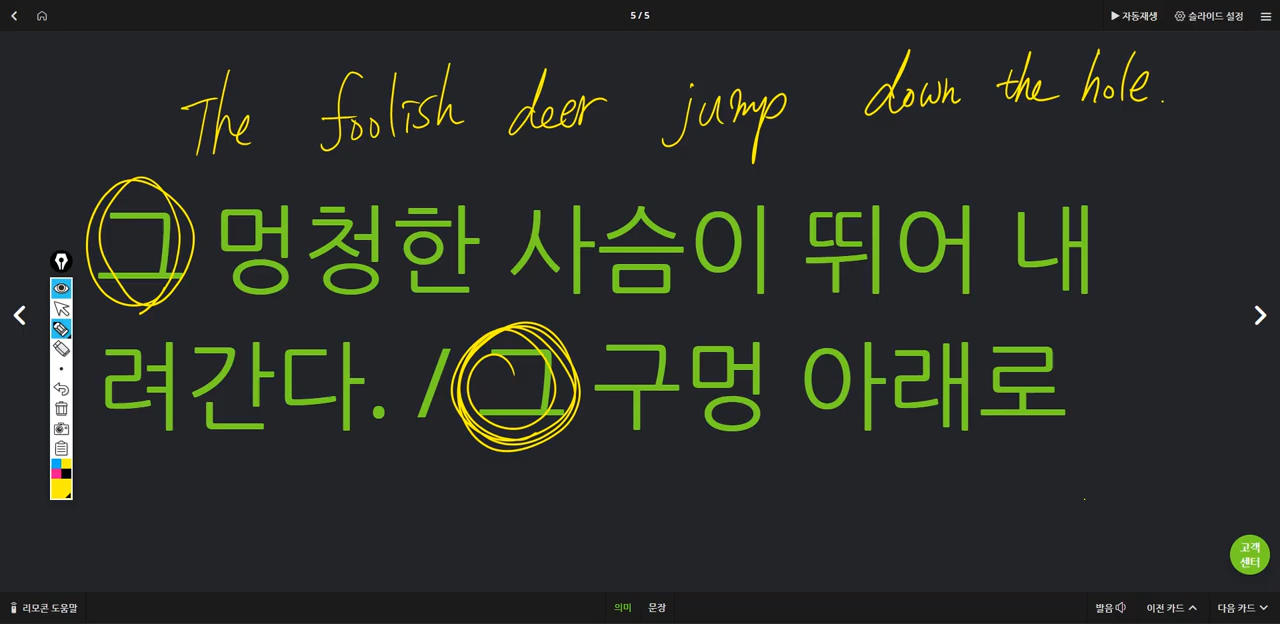 5 / 5
자동재생
슬라이드 설정
The foolish deer jump down the hole.
그 멍청한 사슴이 뛰어 내
려간다. / 그 구멍 아래로
고객
센터
리모콘 도움말
의미
문장
발음
이전 카드
다음 카드